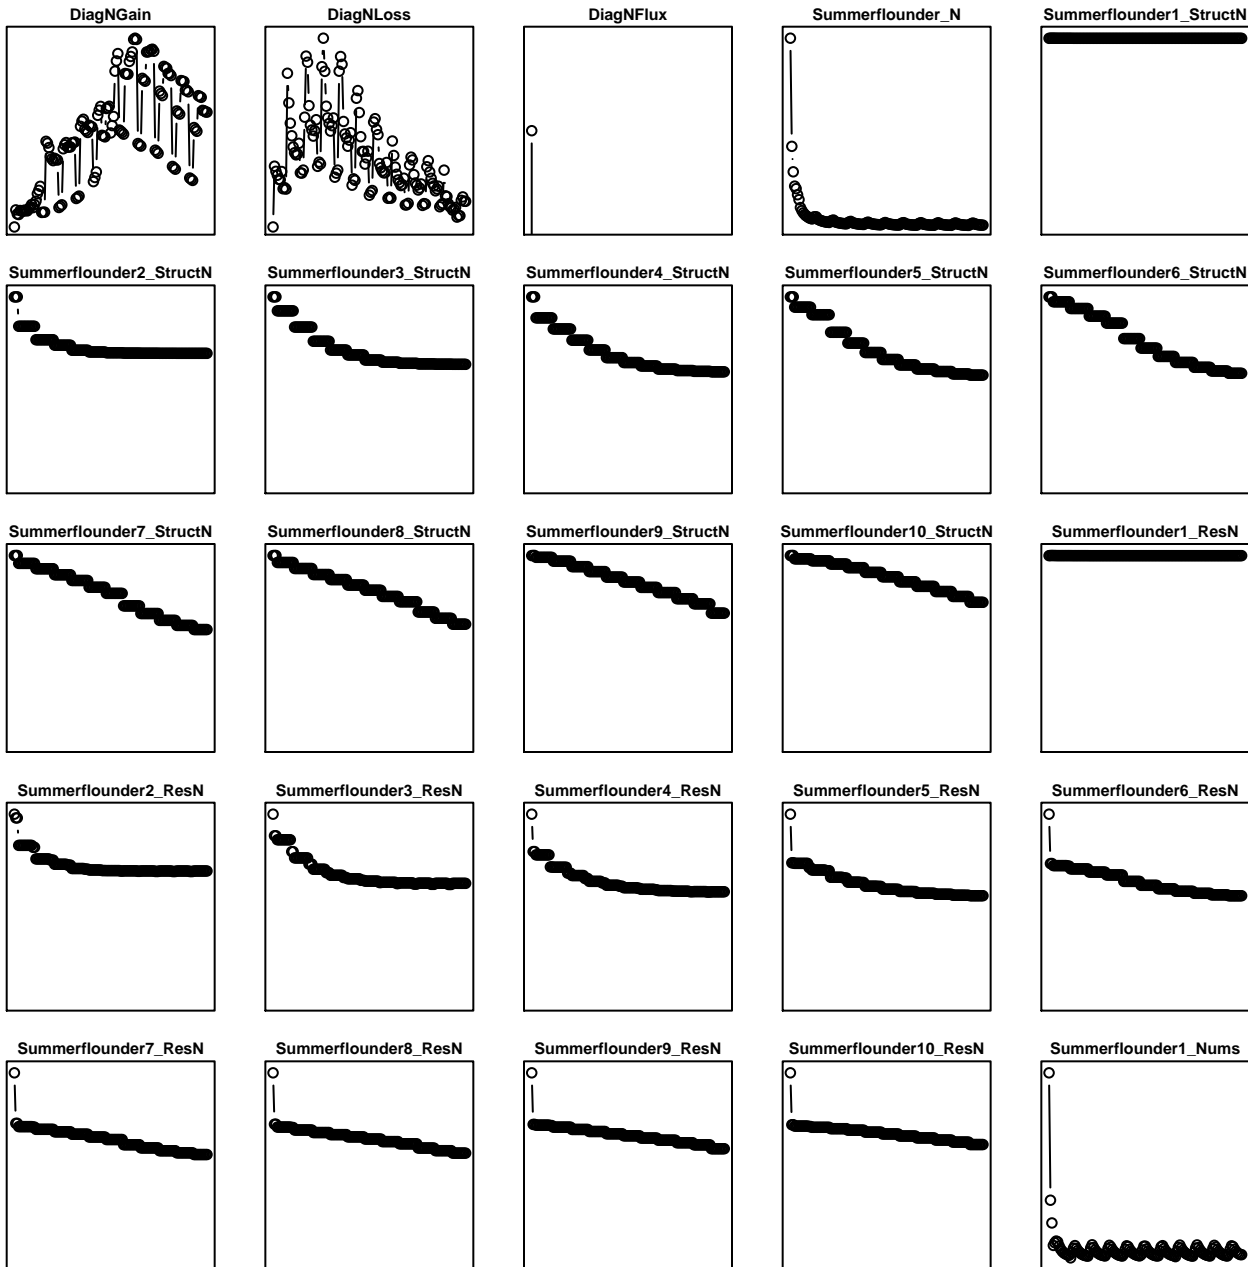 DiagNGain
DiagNLoss
DiagNFlux
Summerflounder_N
Summerflounder1_StructN
Summerflounder2_StructN
Summerflounder3_StructN
Summerflounder4_StructN
Summerflounder5_StructN
Summerflounder6_StructN
Summerflounder7_StructN
Summerflounder8_StructN
Summerflounder9_StructN
Summerflounder10_StructN
Summerflounder1_ResN
Summerflounder2_ResN
Summerflounder3_ResN
Summerflounder4_ResN
Summerflounder5_ResN
Summerflounder6_ResN
Summerflounder7_ResN
Summerflounder8_ResN
Summerflounder9_ResN
Summerflounder10_ResN
Summerflounder1_Nums